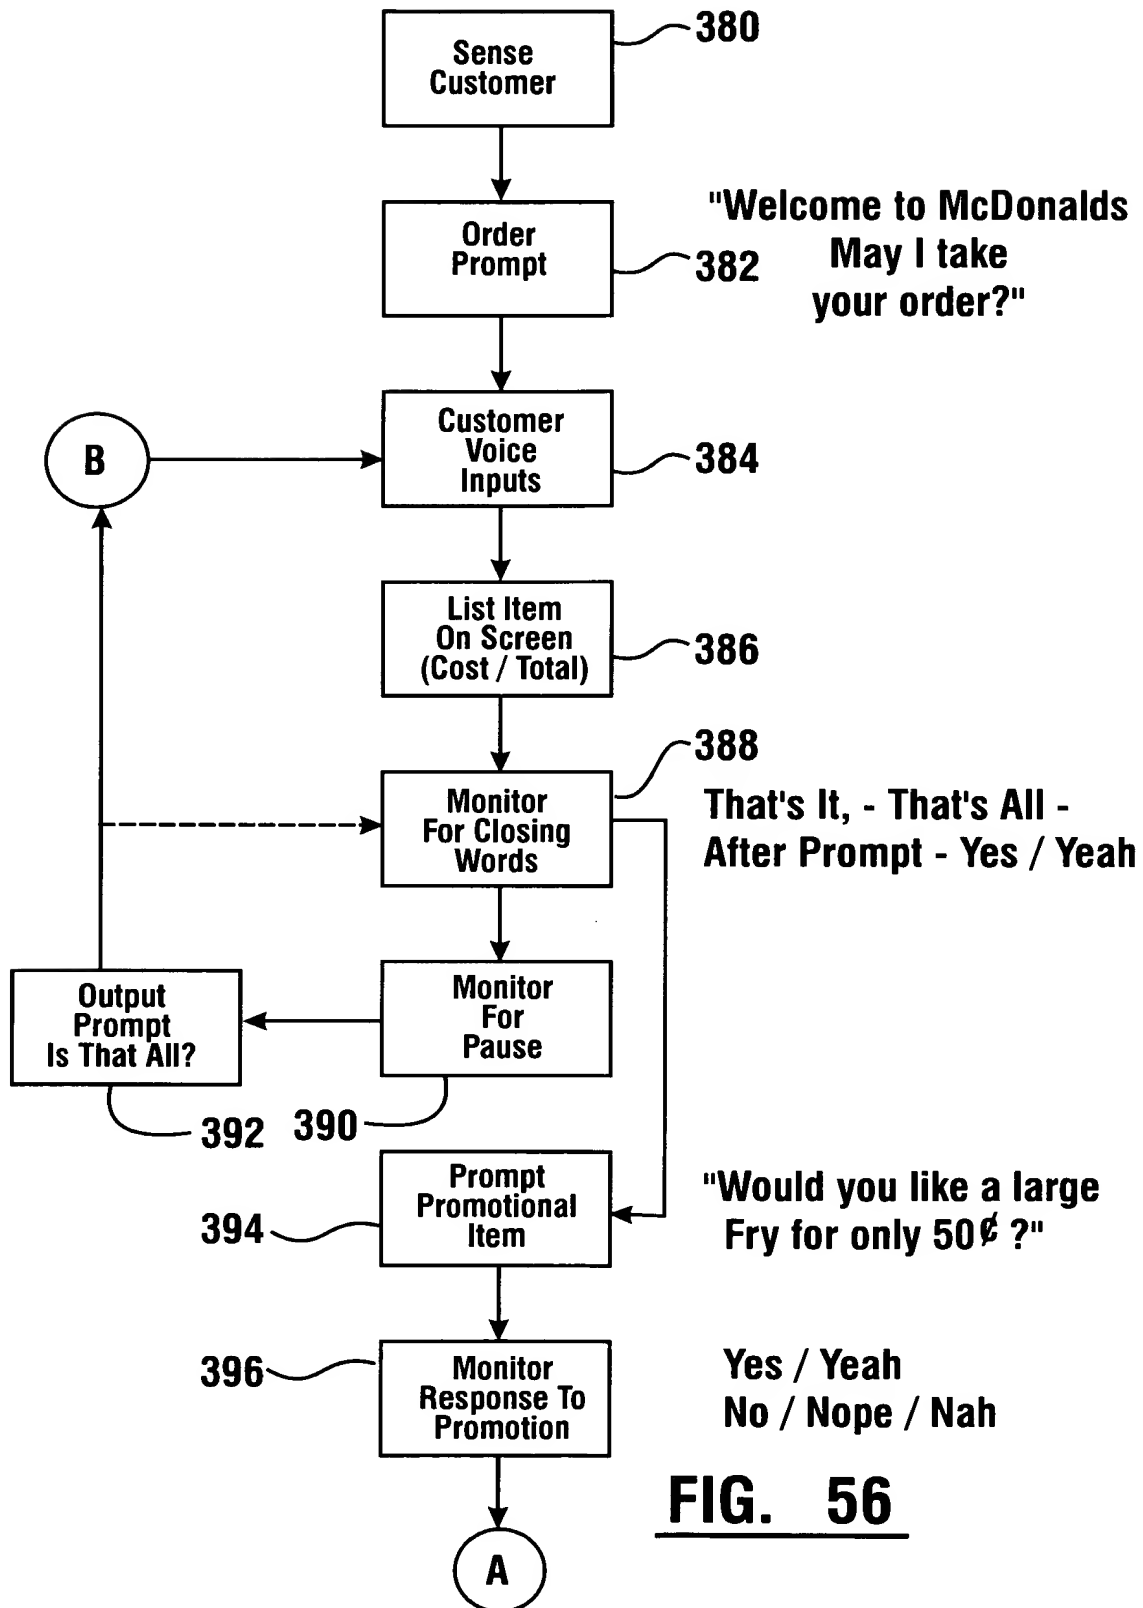 Sense
Customer
380
Order
Prompt
382
"Welcome to McDonalds
May I take
your order?"
B
Customer
Voice
Inputs
384
List Item
On Screen
(Cost / Total)
386
388
Monitor
For Closing
Words
That's It, - That's All -
After Prompt - Yes / Yeah
Output
Prompt
Is That All?
Monitor
For
Pause
392
390
Prompt
Promotional
Item
394
"Would you like a large
Fry for only 50¢ ?"
396
Monitor
Response To
Promotion
Yes / Yeah
No / Nope / Nah
FIG. 56
A